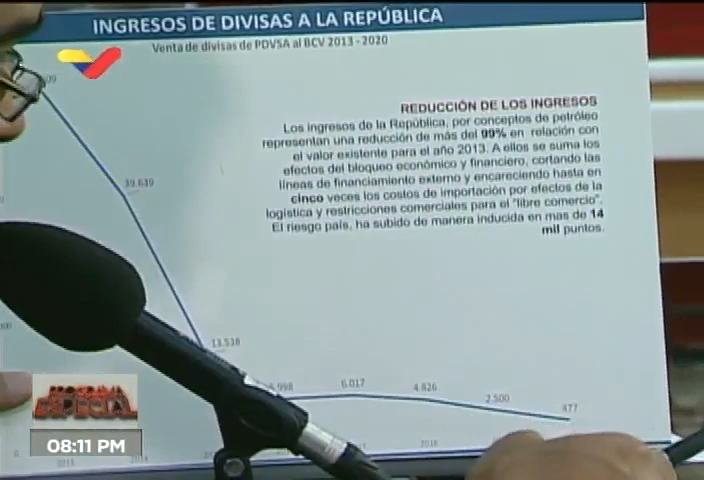 INGRESOS DE DIVISAS A LA REPÚBLICA
Venta de divisas de PDVSA al BCV 2013 - 2020
REDUCCIÓN DE LOS INGRESOS
Los ingresos de la República, por conceptos de petróleo
representan una reducción de más del 99% en relación con
el valor existente para el año 2013. A ellos se suma los
efectos del bloqueo económico y financiero, cortando las
líneas de financiamiento externo y encareciendo hasta en
cinco veces los costos de importación por efectos de la
logística y restricciones comerciales para el "libre comercio".
El riesgo país, ha subido de manera inducida en mas de 14
mil puntos.
39.639
13.538
6.017
4.826
2.500
477
PROGRAMA
ESPECIAL
08:11 PM